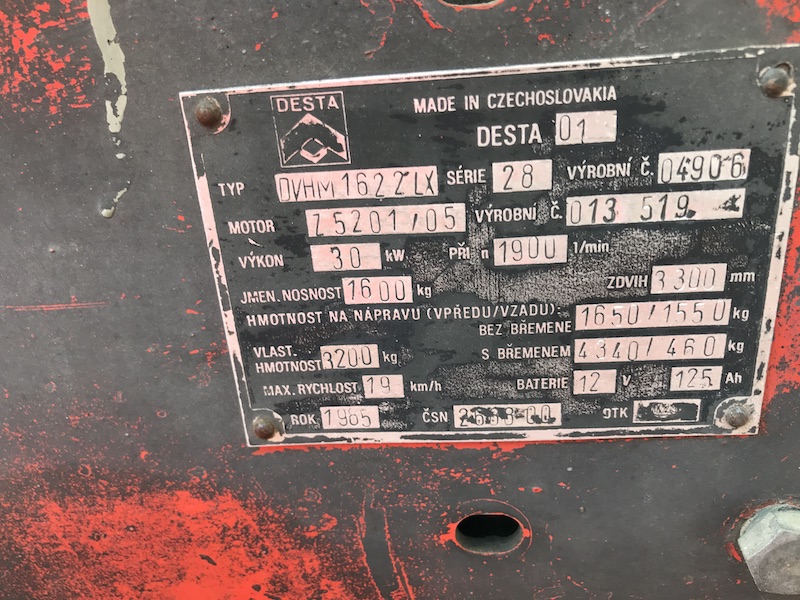 DESTA
MADE IN CZECHOSLOVAKIA
DESTA 01
TYP DVHM 1622 LX SÉRIE 28 VÝROBNÍ Č. 04906
MOTOR Z5201/05 VÝROBNÍ Č. 013 519 4
VÝKON 30 kW PŘI n 1900 1/min
JMEN. NOSNOST 1600 kg ZDVIH 3300 mm
HMOTNOST NA NÁPRAVU (VPŘEDU/VZADU):
BEZ BŘEMENE 1650/1550 kg
VLAST. HMOTNOST 3200 kg S BŘEMENEM 4340/460 kg
MAX. RYCHLOST 19 km/h BATERIE 12 V 125 Ah
ROK 1985 ČSN OTK